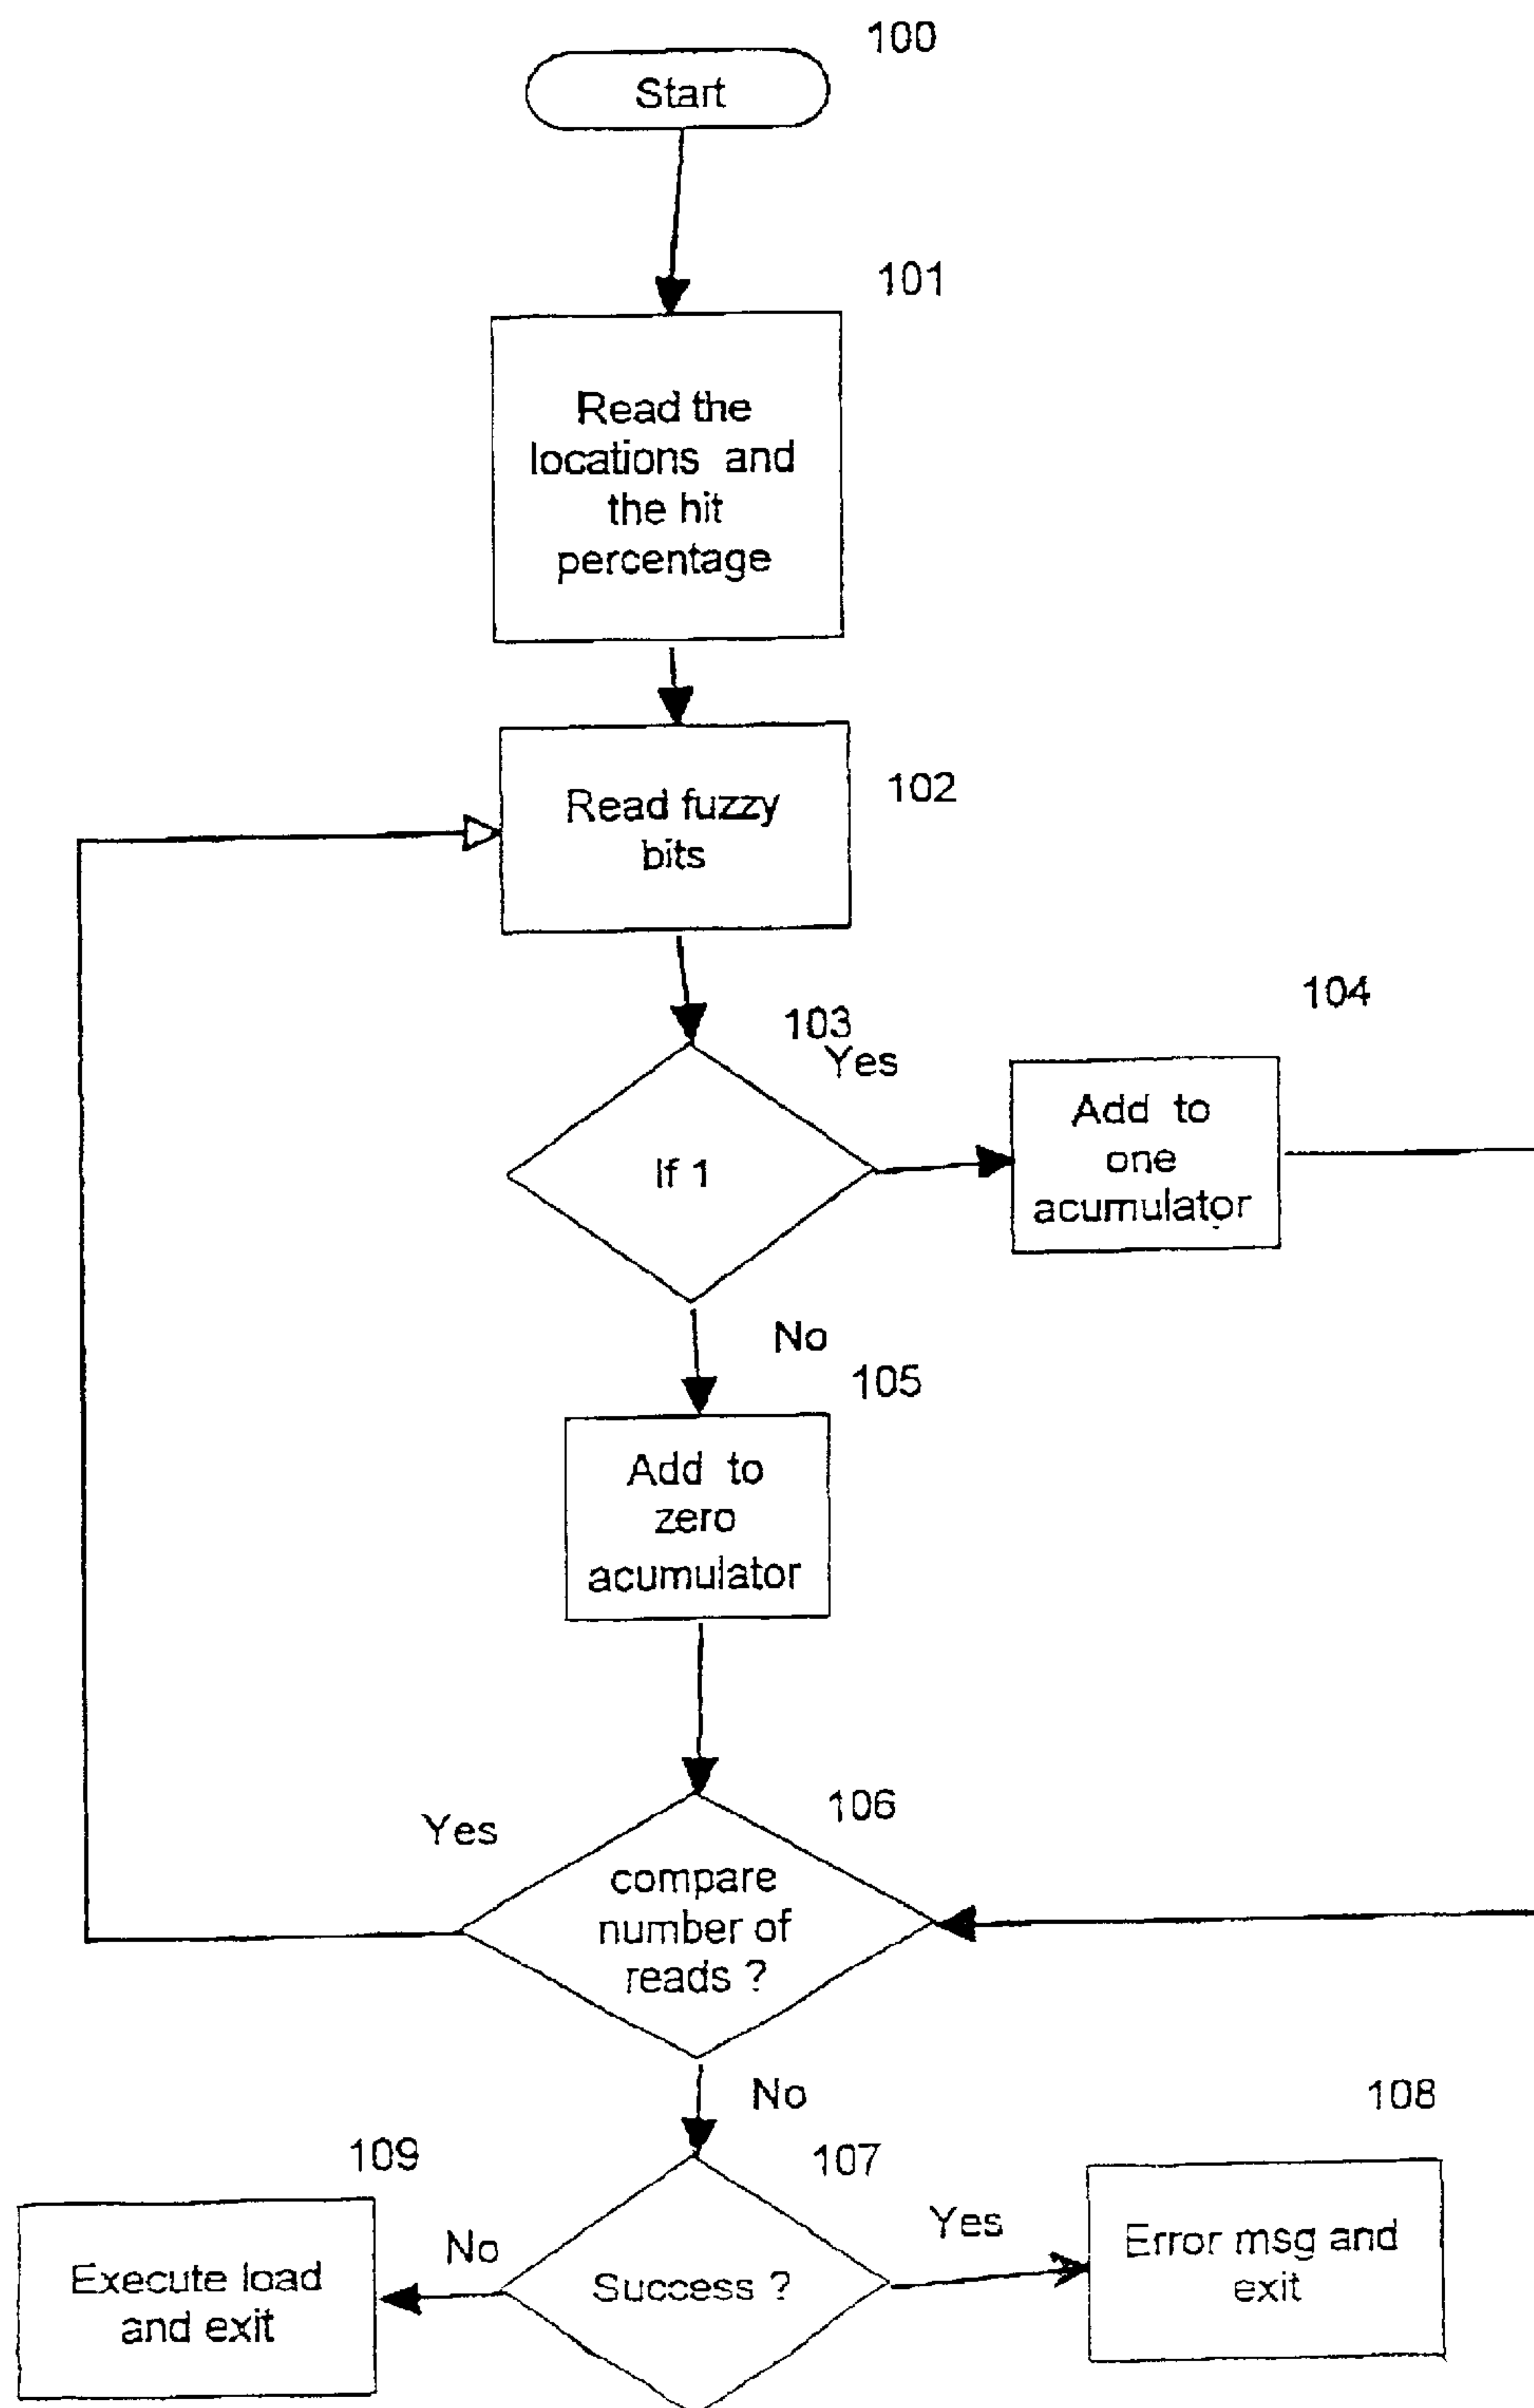 100
Start
101
Read the
locations and
the hit
percentage
102
Read fuzzy
bits
103
Yes
If 1
104
Add to
one
acumulator
No
105
Add to
zero
acumulator
106
Yes
compare
number of
reads ?
No
107
108
109
No
Success ?
Yes
Error msg and
exit
Execute load
and exit